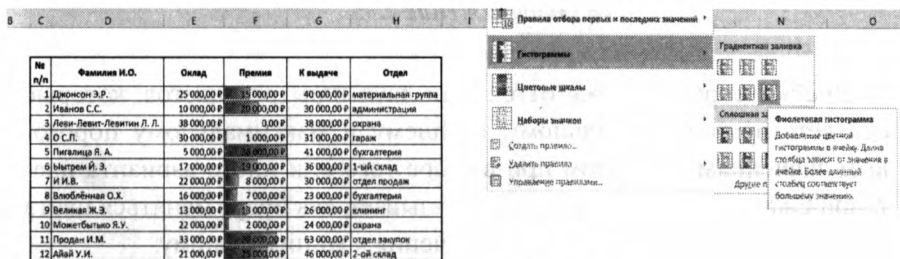 B C D E F G H I N O
№ п/п Фамилия И.О. Оклад Премия К выдаче Отдел
1 Джонсон Э.Р. 25 000,00 ₽ 15 000,00 ₽ 40 000,00 ₽ материальная группа
2 Иванов С.С. 10 000,00 ₽ 20 000,00 ₽ 30 000,00 ₽ администрация
3 Леви-Левит-Левитин Л. Л. 38 000,00 ₽ 0,00 ₽ 38 000,00 ₽ охрана
4 О С.П. 30 000,00 ₽ 1 000,00 ₽ 31 000,00 ₽ гараж
5 Пигалица Я. А. 5 000,00 ₽ 41 000,00 ₽ бухгалтерия
6 Ыытрем Й. З. 17 000,00 ₽ 19 000,00 ₽ 36 000,00 ₽ 1-ый склад
7 И И.В. 22 000,00 ₽ 8 000,00 ₽ 30 000,00 ₽ отдел продаж
8 Влюблённая О.Х. 16 000,00 ₽ 7 000,00 ₽ 23 000,00 ₽ бухгалтерия
9 Великая Ж.Э. 13 000,00 ₽ 13 000,00 ₽ 26 000,00 ₽ клининг
10 Можетбытько Я.У. 22 000,00 ₽ 2 000,00 ₽ 24 000,00 ₽ охрана
11 Продан И.М. 33 000,00 ₽ 63 000,00 ₽ отдел закупок
12 Айай У.И. 21 000,00 ₽ 25 000,00 ₽ 46 000,00 ₽ 2-ой склад
Правила отбора первых и последних значений
Гистограммы
Цветовые шкалы
Наборы значков
Создать правило...
Удалить правила
Управление правилами...
Градиентная заливка
Сплошная за
Другие п
Фиолетовая гистограмма
Добавление цветной
гистограммы в ячейку. Длина
столбца зависит от значения в
ячейке. Более длинный
столбец соответствует
большему значению.